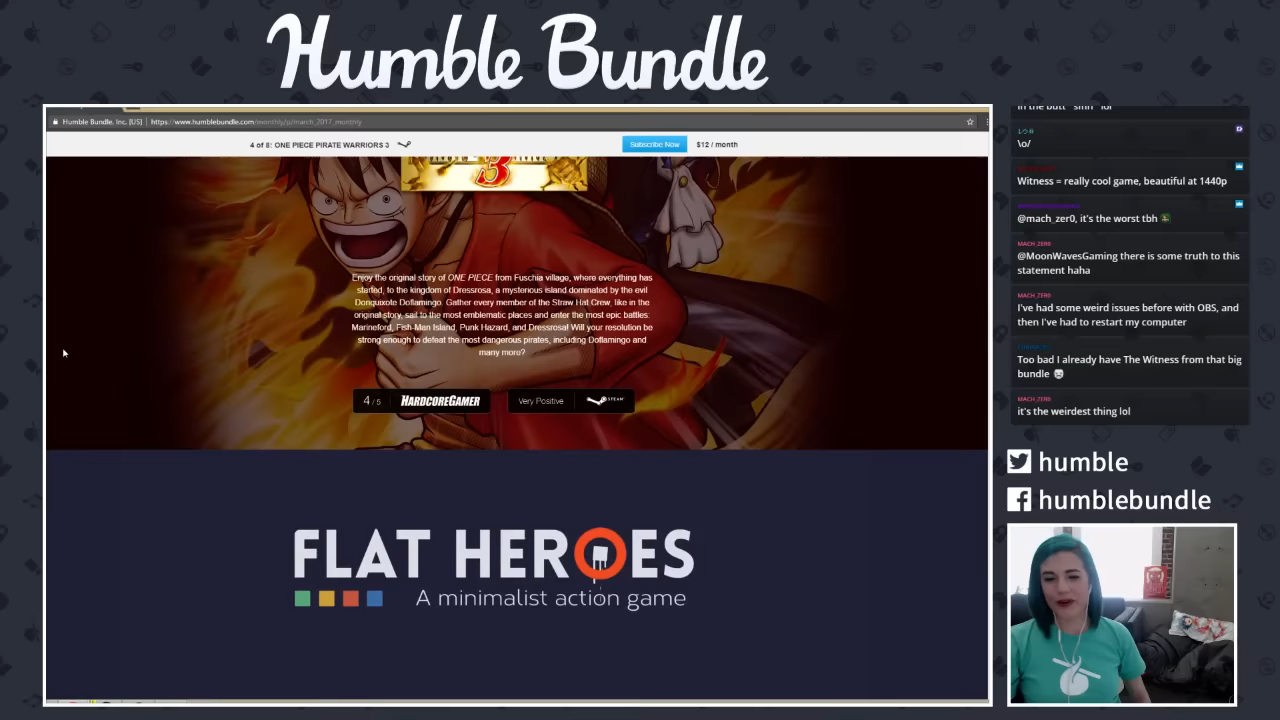 Humble Bundle
Humble Bundle, Inc. [US] | https://www.humblebundle.com/monthly/p/march_2017_monthly
4 of 8: ONE PIECE PIRATE WARRIORS 3
Subscribe Now
$12 / month
3
Enjoy the original story of ONE PIECE from Fuschia village, where everything has
started, to the kingdom of Dressrosa, a mysterious island dominated by the evil
Donquixote Doflamingo. Gather every member of the Straw Hat Crew, like in the
original story, sail to the most emblematic places and enter the most epic battles:
Marineford, Fish-Man Island, Punk Hazard, and Dressrosa! Will your resolution be
strong enough to defeat the most dangerous pirates, including Doflamingo and
many more?
4 / 5 HARDCOREGAMER
Very Positive STEAM
FLAT HEROES
A minimalist action game
\o/
Witness = really cool game, beautiful at 1440p
@mach_zer0, it's the worst tbh
MACH_ZER0
@MoonWavesGaming there is some truth to this
statement haha
MACH_ZER0
I've had some weird issues before with OBS, and
then I've had to restart my computer
Too bad I already have The Witness from that big
bundle
MACH_ZER0
it's the weirdest thing lol
humble
humblebundle